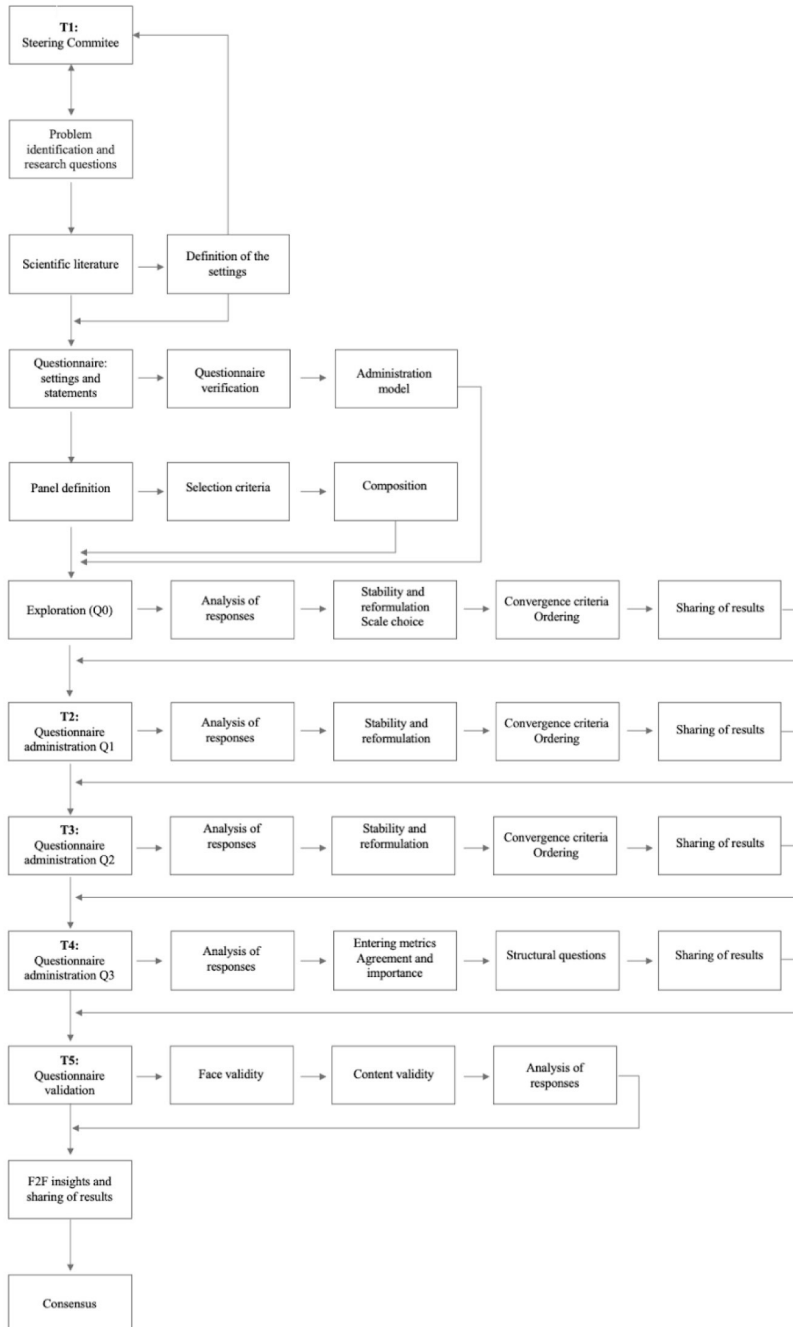 T1:
Steering Commitee
Problem
identification and
research questions
Scientific literature
Definition of the
settings
Questionnaire:
settings and
statements
Questionnaire
verification
Administration
model
Panel definition
Selection criteria
Composition
Exploration (Q0)
Analysis of
responses
Stability and
reformulation
Scale choice
Convergence criteria
Ordering
Sharing of results
T2:
Questionnaire
administration Q1
Analysis of
responses
Stability and
reformulation
Convergence criteria
Ordering
Sharing of results
T3:
Questionnaire
administration Q2
Analysis of
responses
Stability and
reformulation
Convergence criteria
Ordering
Sharing of results
T4:
Questionnaire
administration Q3
Analysis of
responses
Entering metrics
Agreement and
importance
Structural questions
Sharing of results
T5:
Questionnaire
validation
Face validity
Content validity
Analysis of
responses
F2F insights and
sharing of results
Consensus